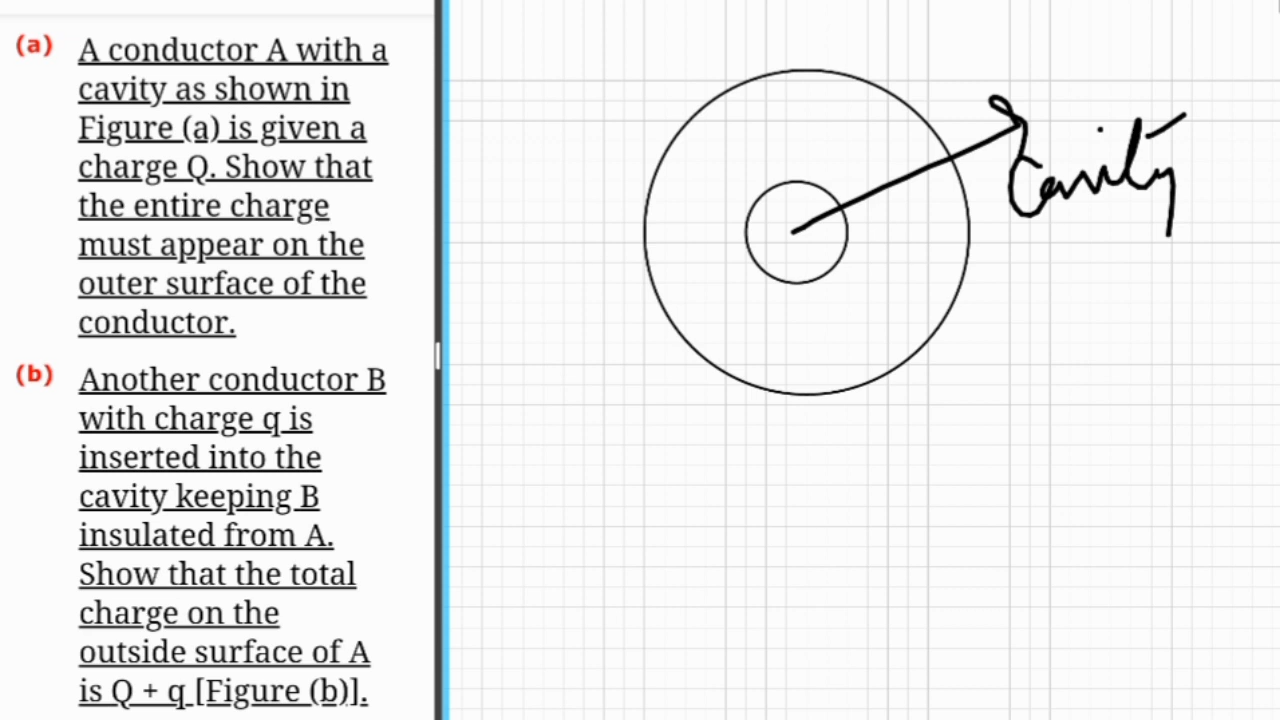 (a) A conductor A with a
cavity as shown in
Figure (a) is given a
charge Q. Show that
the entire charge
must appear on the
outer surface of the
conductor.
(b) Another conductor B
with charge q is
inserted into the
cavity keeping B
insulated from A.
Show that the total
charge on the
outside surface of A
is Q + q [Figure (b)].
Cavity